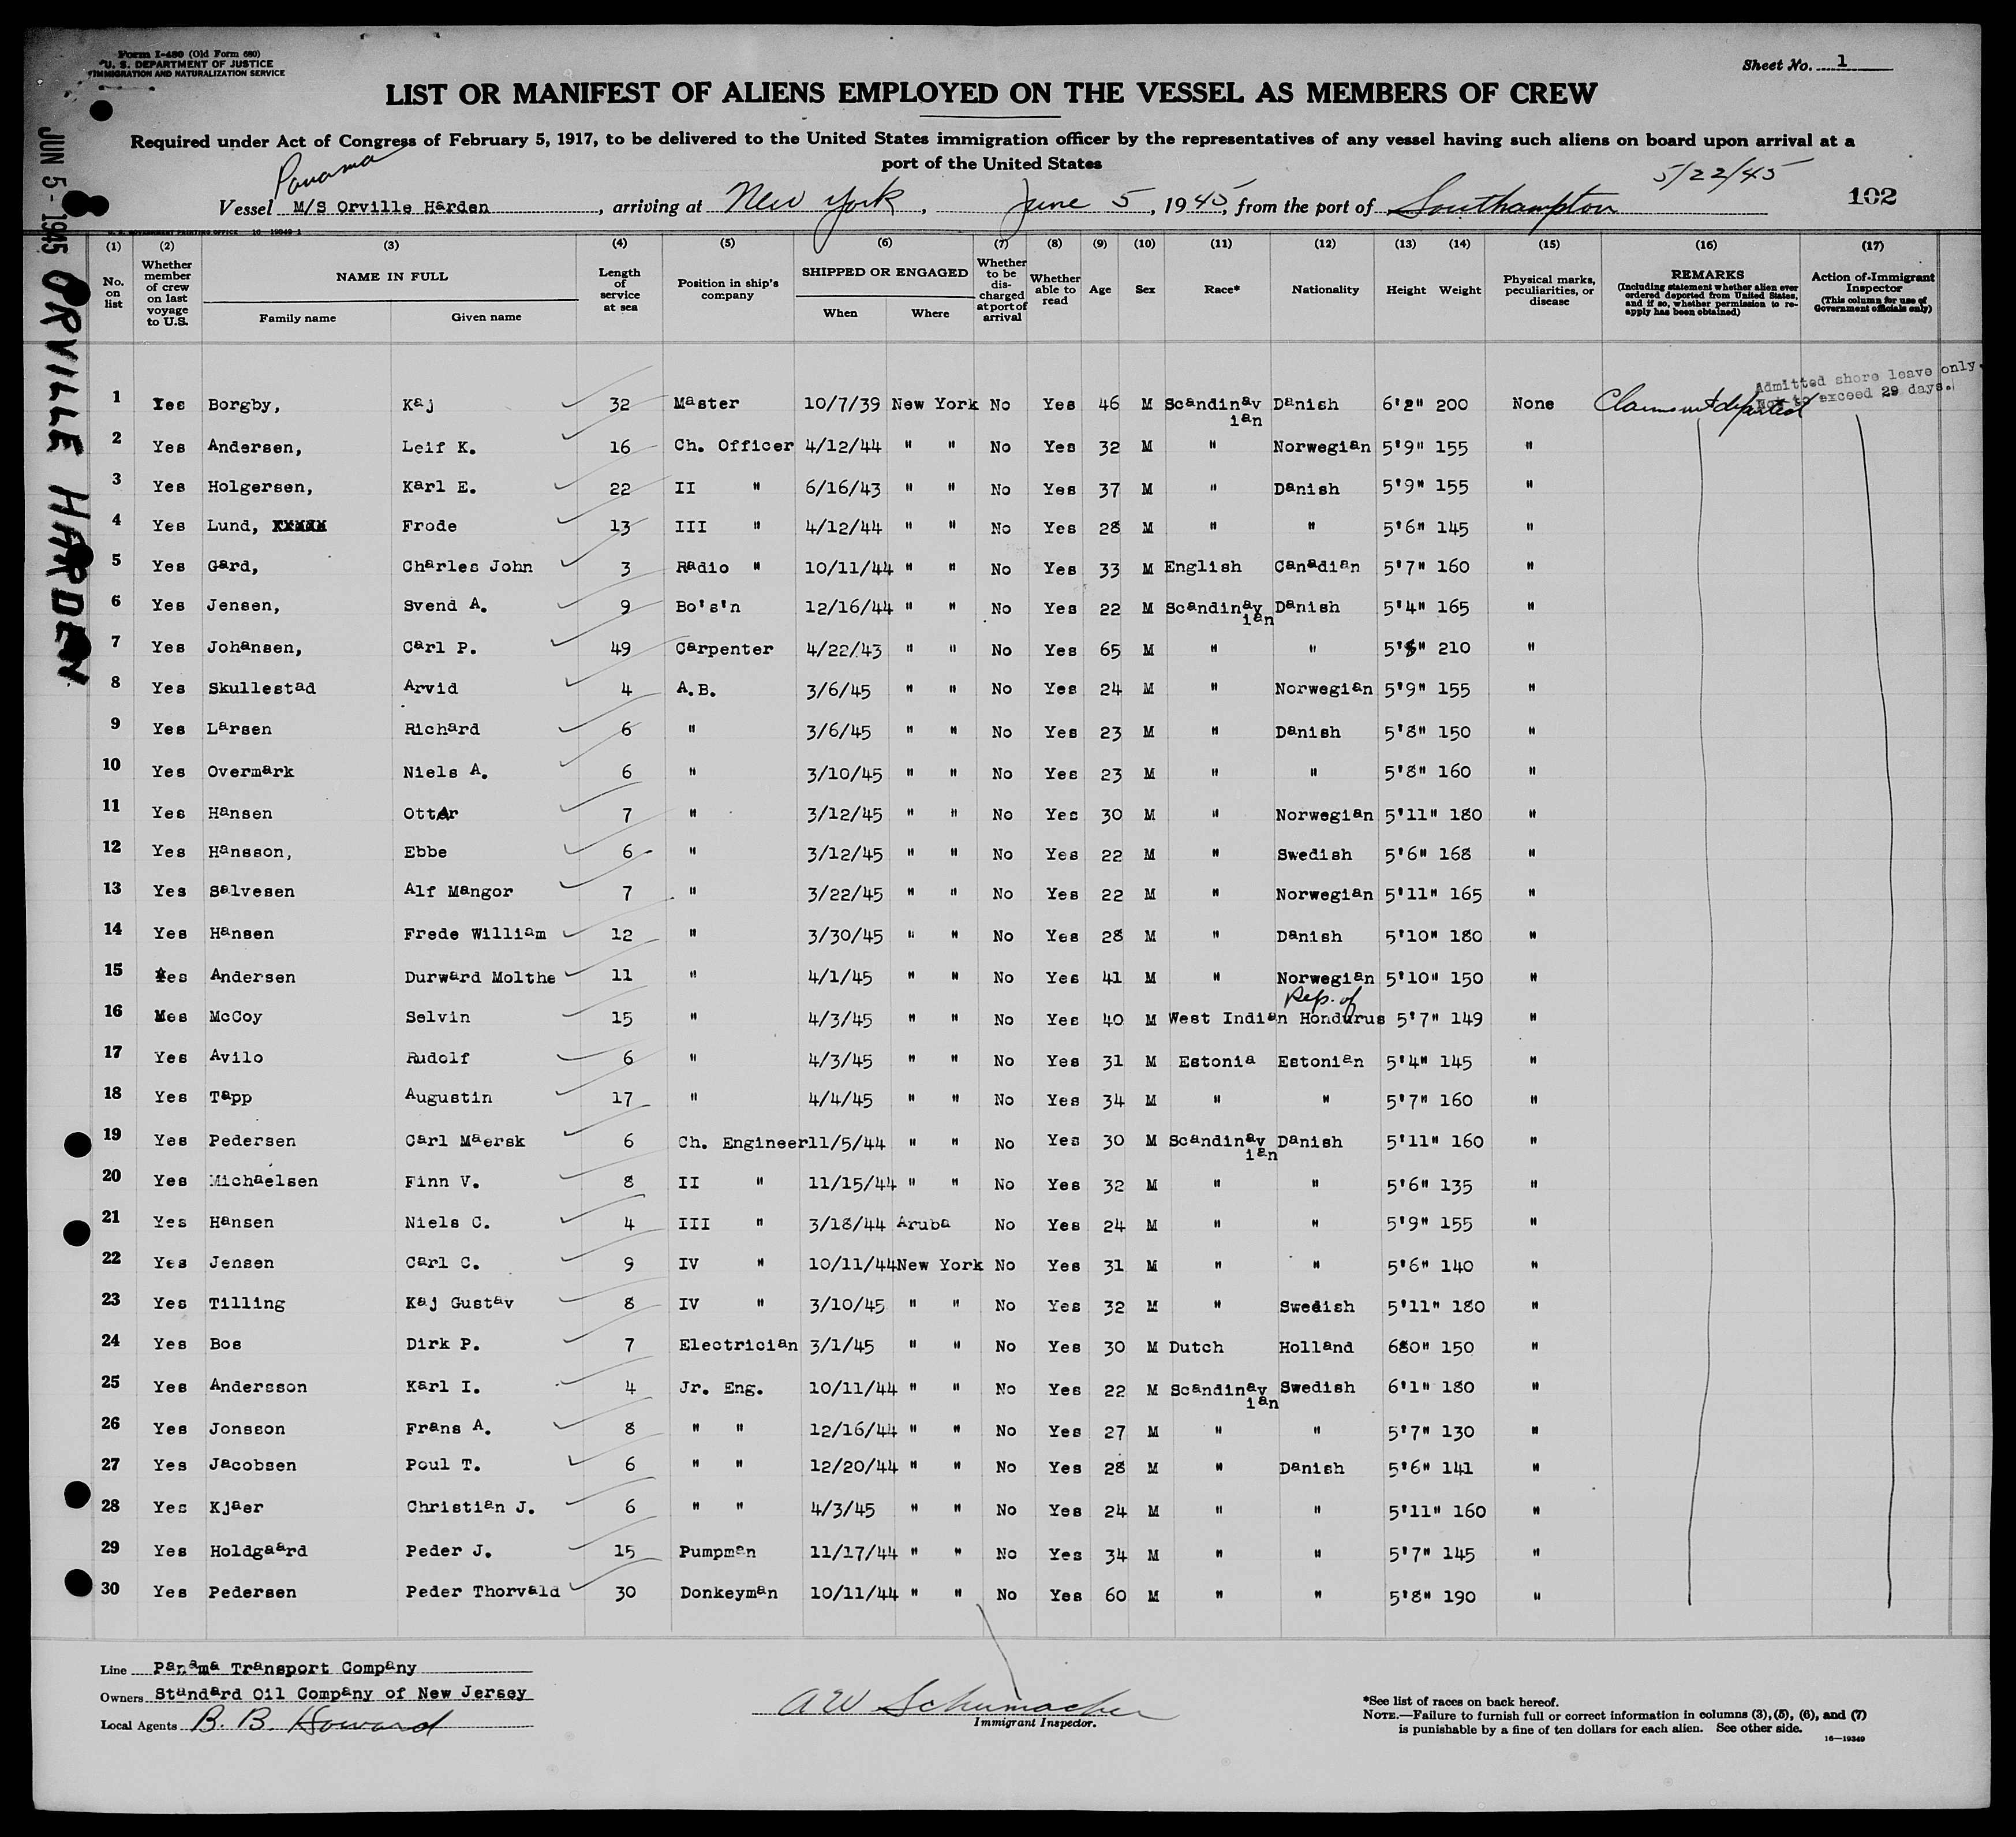 Form I-480 (Old Form 680)
U. S. DEPARTMENT OF JUSTICE
IMMIGRATION AND NATURALIZATION SERVICE
Sheet No. 1
LIST OR MANIFEST OF ALIENS EMPLOYED ON THE VESSEL AS MEMBERS OF CREW
Required under Act of Congress of February 5, 1917, to be delivered to the United States immigration officer by the representatives of any vessel having such aliens on board upon arrival at a
port of the United States
Panama
5/22/45
Vessel M/S Orville Harden , arriving at New York , June 5 , 19 45, from the port of Southampton
102
JUN 5 - 1945 ORVILLE HARDEN
(1) (2) (3) (4) (5) (6) (7) (8) (9) (10) (11) (12) (13) (14) (15) (16) (17)
No. on list
Whether member of crew on last voyage to U.S.
NAME IN FULL
Family name
Given name
Length of service at sea
Position in ship's company
SHIPPED OR ENGAGED
When
Where
Whether to be discharged at port of arrival
Whether able to read
Age
Sex
Race*
Nationality
Height
Weight
Physical marks, peculiarities, or disease
REMARKS
(Including statement whether alien ever ordered deported from United States, and if so, whether permission to reapply has been obtained)
Action of Immigrant Inspector
(This column for use of Government officials only)
Admitted shore leave only.
Not to exceed 29 days.
1 Yes Borgby, Kaj 32 Master 10/7/39 New York No Yes 46 M Scandinavian Danish 6'2" 200 None
2 Yes Andersen, Leif K. 16 Ch. Officer 4/12/44 " " No Yes 32 M " Norwegian 5'9" 155 "
3 Yes Holgersen, Karl E. 22 II " 6/16/43 " " No Yes 37 M " Danish 5'9" 155 "
4 Yes Lund, Frode 13 III " 4/12/44 " " No Yes 28 M " " 5'6" 145 "
5 Yes Gard, Charles John 3 Radio " 10/11/44 " " No Yes 33 M English Canadian 5'7" 160 "
6 Yes Jensen, Svend A. 9 Bo's'n 12/16/44 " " No Yes 22 M Scandinavian Danish 5'4" 165 "
7 Yes Johansen, Carl P. 49 Carpenter 4/22/43 " " No Yes 65 M " " 210 "
8 Yes Skullestad Arvid 4 A.B. 3/6/45 " " No Yes 24 M " Norwegian 5'9" 155 "
9 Yes Larsen Richard 6 " 3/6/45 " " No Yes 23 M " Danish 5'8" 150 "
10 Yes Overmark Niels A. 6 " 3/10/45 " " No Yes 23 M " " 5'8" 160 "
11 Yes Hansen Ottar 7 " 3/12/45 " " No Yes 30 M " Norwegian 5'11" 180 "
12 Yes Hansson, Ebbe 6 " 3/12/45 " " No Yes 22 M " Swedish 5'6" 168 "
13 Yes Salvesen Alf Mangor 7 " 3/22/45 " " No Yes 22 M " Norwegian 5'11" 165 "
14 Yes Hansen Frede William 12 " 3/30/45 " " No Yes 28 M " Danish 5'10" 180 "
15 Yes Andersen Durward Molthe 11 " 4/1/45 " " No Yes 41 M " Norwegian 5'10" 150 "
Rep. of
16 Yes McCoy Selvin 15 " 4/3/45 " " No Yes 40 M West Indian Hondurus 5'7" 149 "
17 Yes Avilo Rudolf 6 " 4/3/45 " " No Yes 31 M Estonia Estonian 5'4" 145 "
18 Yes Tapp Augustin 17 " 4/4/45 " " No Yes 34 M " " 5'7" 160 "
19 Yes Pedersen Carl Maersk 6 Ch. Engineer 11/5/44 " " No Yes 30 M Scandinavian Danish 5'11" 160 "
20 Yes Michaelsen Finn V. 8 II " 11/15/44 " " No Yes 32 M " " 5'6" 135 "
21 Yes Hansen Niels C. 4 III " 3/18/44 Aruba No Yes 24 M " " 5'9" 155 "
22 Yes Jensen Carl C. 9 IV " 10/11/44 New York No Yes 31 M " " 5'6" 140 "
23 Yes Tilling Kaj Gustav 8 IV " 3/10/45 " " No Yes 32 M " Swedish 5'11" 180 "
24 Yes Bos Dirk P. 7 Electrician 3/1/45 " " No Yes 30 M Dutch Holland 6'0" 150 "
25 Yes Andersson Karl I. 4 Jr. Eng. 10/11/44 " " No Yes 22 M Scandinavian Swedish 6'1" 180 "
26 Yes Jonsson Frans A. 8 " " 12/16/44 " " No Yes 27 M " " 5'7" 130 "
27 Yes Jacobsen Poul T. 6 " " 12/20/44 " " No Yes 28 M " Danish 5'6" 141 "
28 Yes Kjaer Christian J. 6 " " 4/3/45 " " No Yes 24 M " " 5'11" 160 "
29 Yes Holdgaard Peder J. 15 Pumpman 11/17/44 " " No Yes 34 M " " 5'7" 145 "
30 Yes Pedersen Peder Thorvald 30 Donkeyman 10/11/44 " " No Yes 60 M " " 5'8" 190 "
Line Panama Transport Company
Owners Standard Oil Company of New Jersey
Local Agents B. B. Howard
AW Schumacher
Immigrant Inspector.
*See list of races on back hereof.
NOTE.—Failure to furnish full or correct information in columns (3), (5), (6), and (7)
is punishable by a fine of ten dollars for each alien. See other side.
16—19349